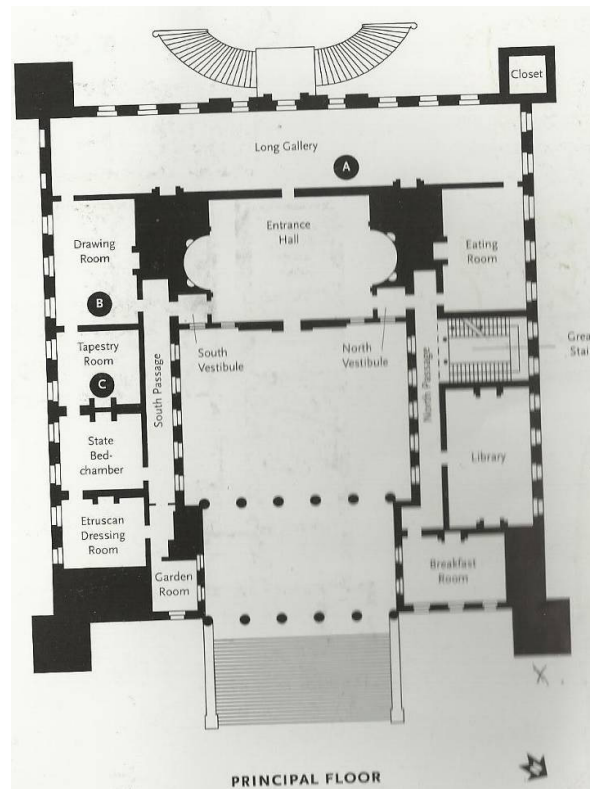 Closet
Long Gallery
A
Entrance
Hall
Drawing
Room
Eating
Room
B
Tapestry
Room
South
Vestibule
North
Vestibule
C
South Passage
North Passage
State
Bed-
chamber
Library
Etruscan
Dressing
Room
Garden
Room
Breakfast
Room
PRINCIPAL FLOOR